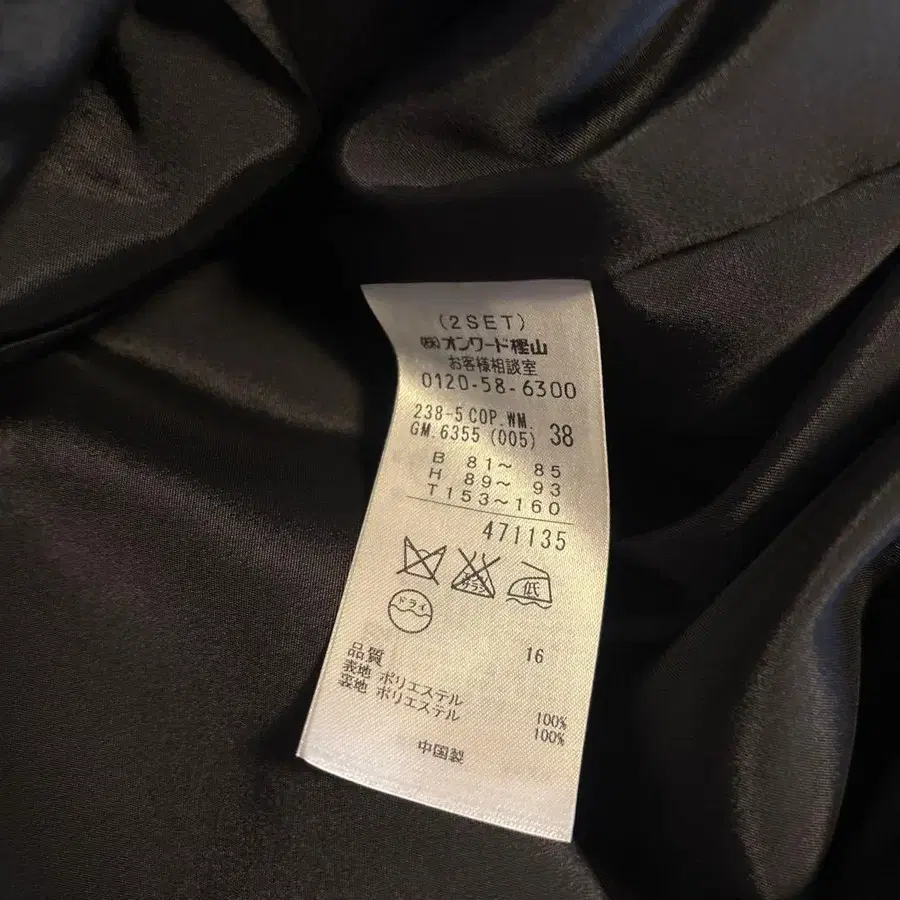 (2SET)
㈱オンワード樫山
お客様相談室
0120-58-6300
238-5 COP.WM.
GM.6355 (005) 38
B 81~ 85
H 89~ 93
T153~160
471135
低
ドライ
品質 16
表地 ポリエステル 100%
裏地 ポリエステル 100%
中国製